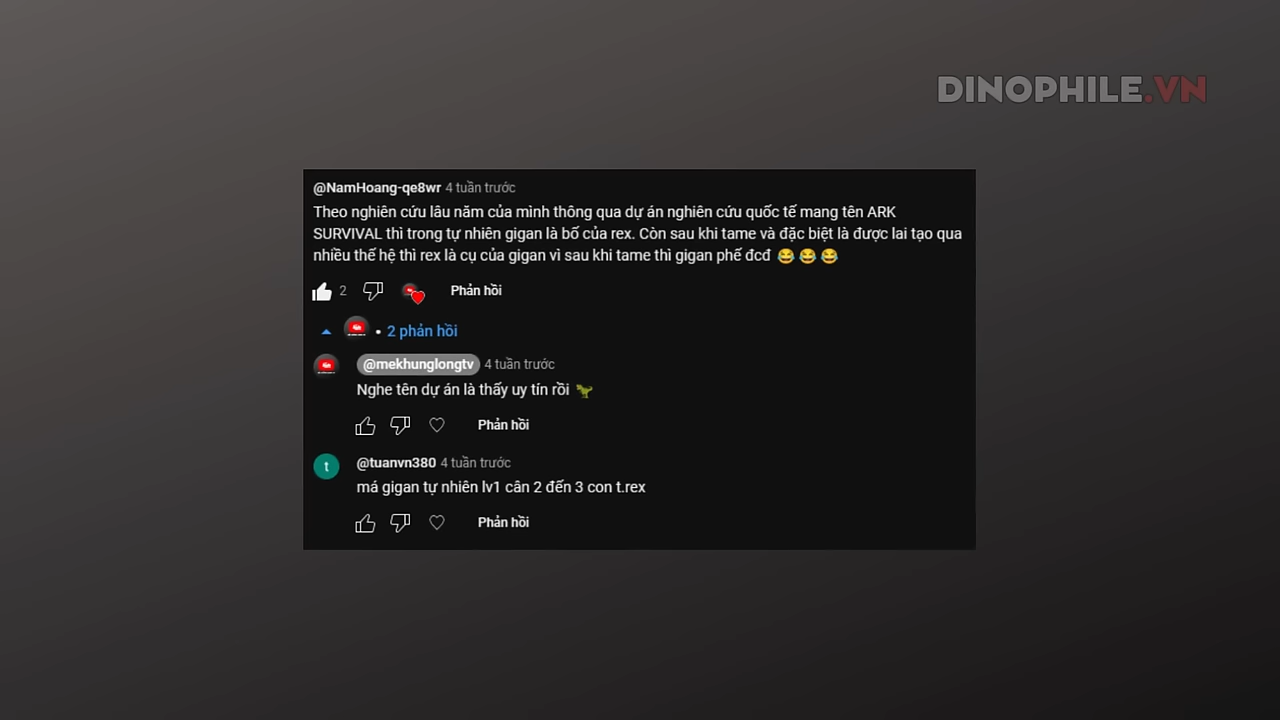 DINOPHILE.VN
@NamHoang-qe8wr 4 tuần trước
Theo nghiên cứu lâu năm của mình thông qua dự án nghiên cứu quốc tế mang tên ARK
SURVIVAL thì trong tự nhiên gigan là bố của rex. Còn sau khi tame và đặc biệt là được lai tạo qua
nhiều thế hệ thì rex là cụ của gigan vì sau khi tame thì gigan phế đcđ 😂 😂 😂
2 Phản hồi
• 2 phản hồi
@mekhunglongtv 4 tuần trước
Nghe tên dự án là thấy uy tín rồi 🦖
Phản hồi
t @tuanvn380 4 tuần trước
má gigan tự nhiên lv1 cân 2 đến 3 con t.rex
Phản hồi